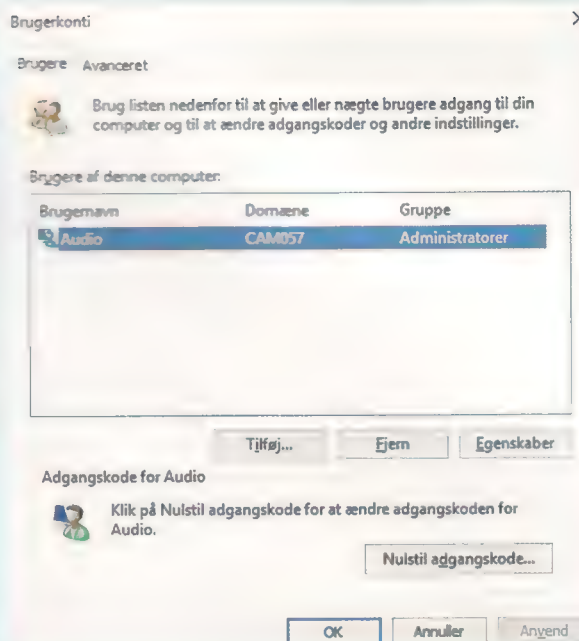 Brugerkonti
Brugere Avanceret
Brug listen nedenfor til at give eller nægte brugere adgang til din
computer og til at ændre adgangskoder og andre indstillinger.
Brugere af denne computer:
Brugernavn Domæne Gruppe
Audio CAM057 Administratorer
Tilføj... Fjern Egenskaber
Adgangskode for Audio
Klik på Nulstil adgangskode for at ændre adgangskoden for
Audio.
Nulstil adgangskode...
OK Annuller Anvend